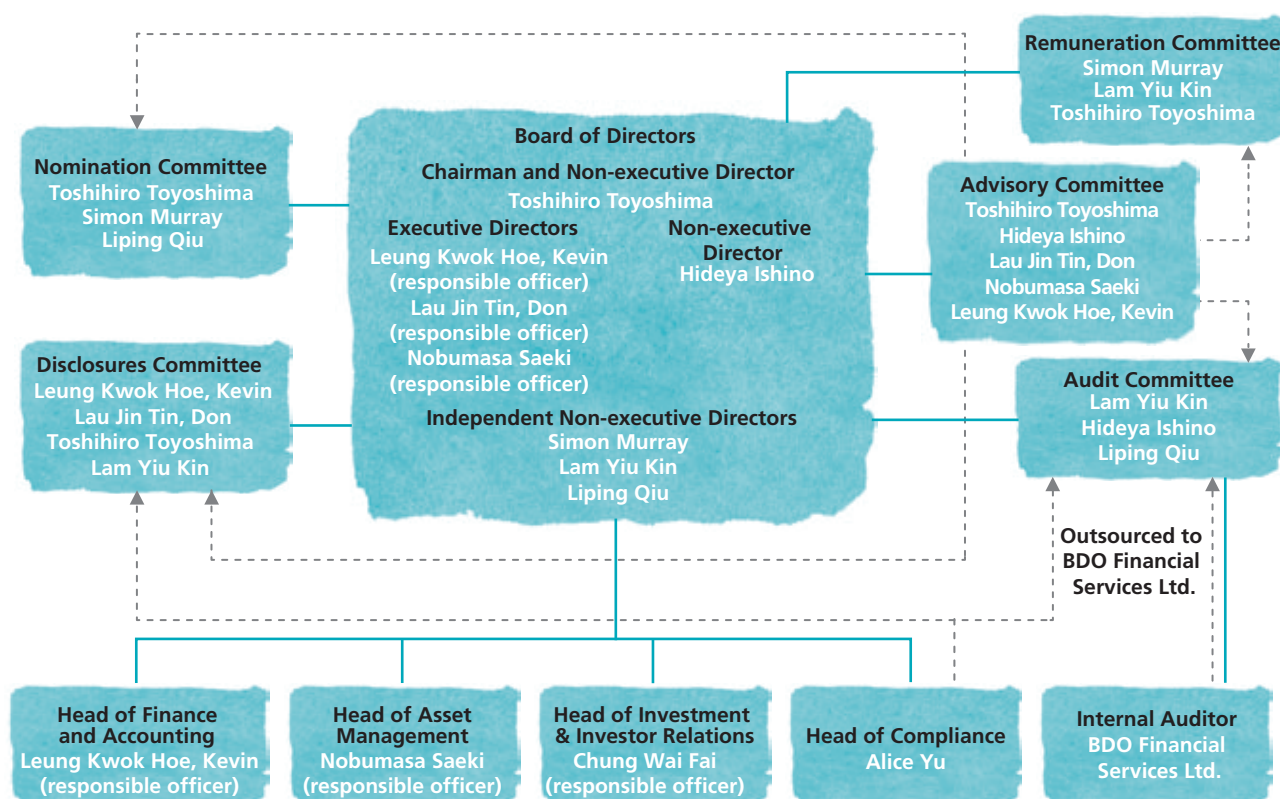 Remuneration Committee
Simon Murray
Lam Yiu Kin
Toshihiro Toyoshima
Nomination Committee
Toshihiro Toyoshima
Simon Murray
Liping Qiu
Board of Directors
Chairman and Non-executive Director
Toshihiro Toyoshima
Executive Directors
Leung Kwok Hoe, Kevin
(responsible officer)
Lau Jin Tin, Don
(responsible officer)
Nobumasa Saeki
(responsible officer)
Non-executive
Director
Hideya Ishino
Independent Non-executive Directors
Simon Murray
Lam Yiu Kin
Liping Qiu
Advisory Committee
Toshihiro Toyoshima
Hideya Ishino
Lau Jin Tin, Don
Nobumasa Saeki
Leung Kwok Hoe, Kevin
Disclosures Committee
Leung Kwok Hoe, Kevin
Lau Jin Tin, Don
Toshihiro Toyoshima
Lam Yiu Kin
Audit Committee
Lam Yiu Kin
Hideya Ishino
Liping Qiu
Outsourced to
BDO Financial
Services Ltd.
Head of Finance
and Accounting
Leung Kwok Hoe, Kevin
(responsible officer)
Head of Asset
Management
Nobumasa Saeki
(responsible officer)
Head of Investment
& Investor Relations
Chung Wai Fai
(responsible officer)
Head of Compliance
Alice Yu
Internal Auditor
BDO Financial
Services Ltd.